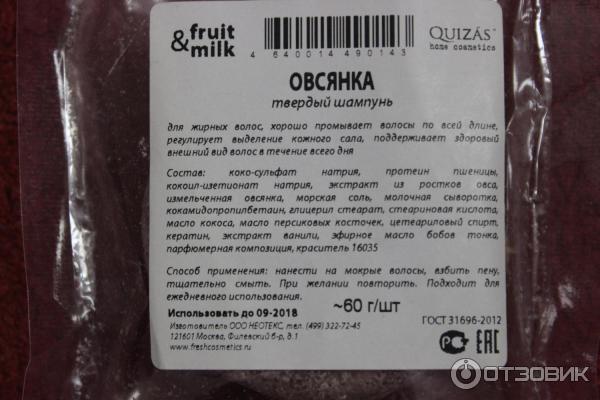 fruit
& milk
4 640014 490143
QUIZÁS
home cosmetics
ОВСЯНКА
твердый шампунь
для жирных волос, хорошо промывает волосы по всей длине,
регулирует выделение кожного сала, поддерживает здоровый
внешний вид волос в течение всего дня
Состав: коко-сульфат натрия, протеин пшеницы,
кокоил-изетионат натрия, экстракт из ростков овса,
измельченная овсянка, морская соль, молочная сыворотка,
кокамидопропилбетаин, глицерил стеарат, стеариновая кислота,
масло кокоса, масло персиковых косточек, цетеариловый спирт,
кератин, экстракт ванили, эфирное масло бобов тонка,
парфюмерная композиция, краситель 16035
Способ применения: нанести на мокрые волосы, взбить пену,
тщательно смыть. При желании повторить. Подходит для
ежедневного использования.
~60 г/шт
Использовать до 09-2018
Изготовитель ООО НЕОТЕКС, тел. (499) 322-72-45
121601 Москва, Филевский б-р, д.1
www.freshcosmetics.ru
ГОСТ 31696-2012
ЕАС
ОТЗОВИК